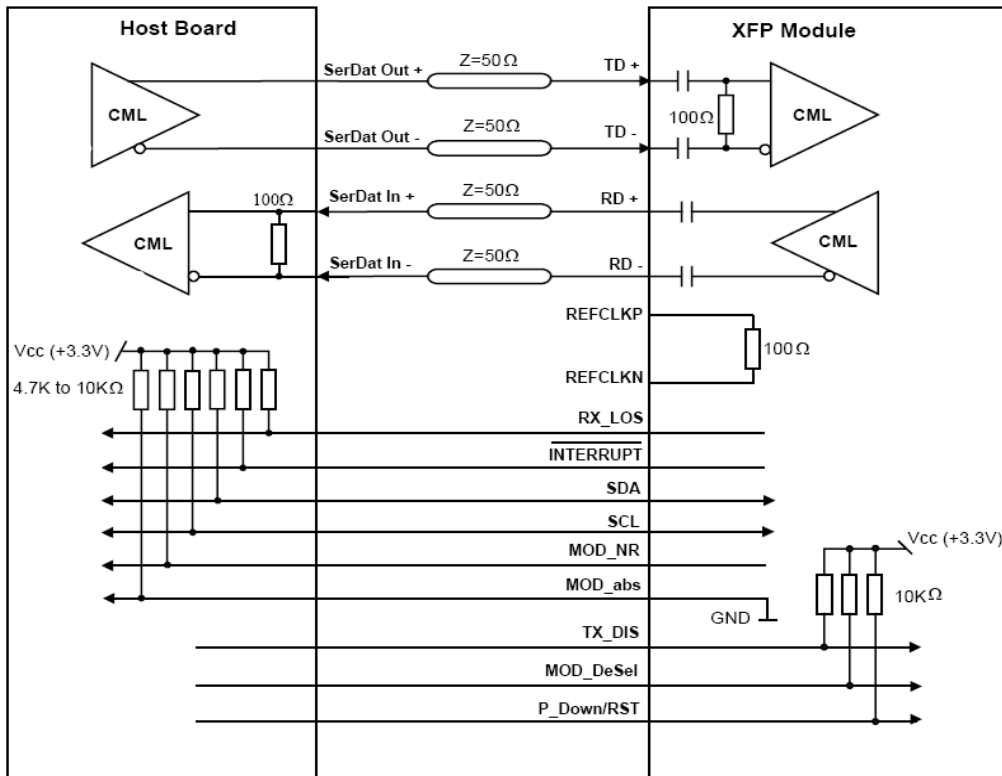 Host Board
XFP Module
SerDat Out +
Z=50Ω
TD +
CML
100Ω
CML
SerDat Out -
Z=50Ω
TD -
SerDat In +
Z=50Ω
RD +
100Ω
CML
CML
SerDat In -
Z=50Ω
RD -
REFCLKP
100Ω
REFCLKN
Vcc (+3.3V)
4.7K to 10KΩ
RX_LOS
INTERRUPT
SDA
SCL
MOD_NR
Vcc (+3.3V)
MOD_abs
10KΩ
GND
TX_DIS
MOD_DeSel
P_Down/RST